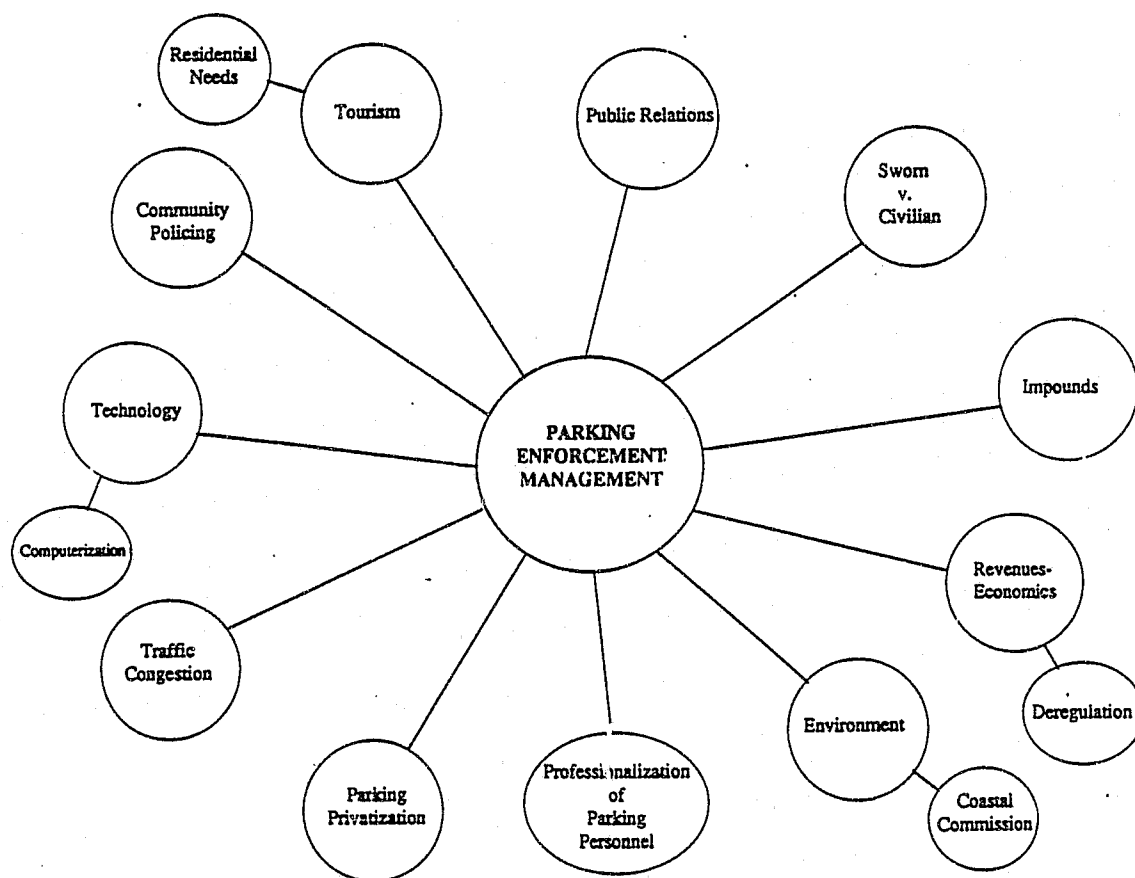 Residential
Needs
Tourism
Public Relations
Sworn
v.
Civilian
Community
Policing
Impounds
Technology
PARKING
ENFORCEMENT
MANAGEMENT
Computerization
Revenues-
Economics
Traffic
Congestion
Deregulation
Environment
Professionalization
of
Parking
Personnel
Parking
Privatization
Coastal
Commission